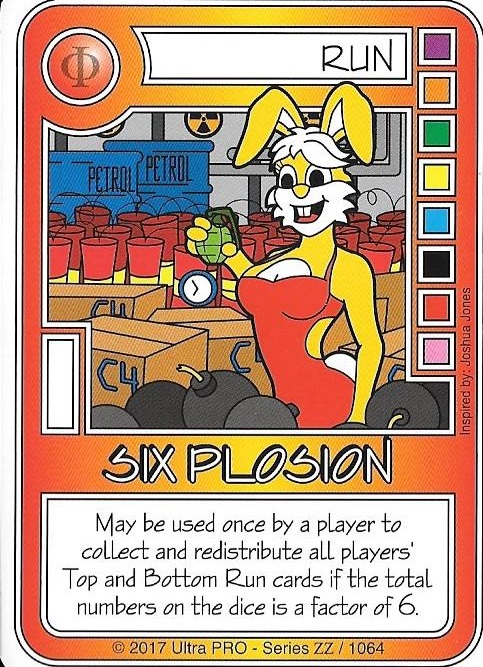 Φ
RUN
PETROL PETROL
C4
C4
C
Inspired by: Joshua Jones
SIX PLOSION
May be used once by a player to
collect and redistribute all players'
Top and Bottom Run cards if the total
numbers on the dice is a factor of 6.
© 2017 Ultra PRO - Series ZZ / 1064